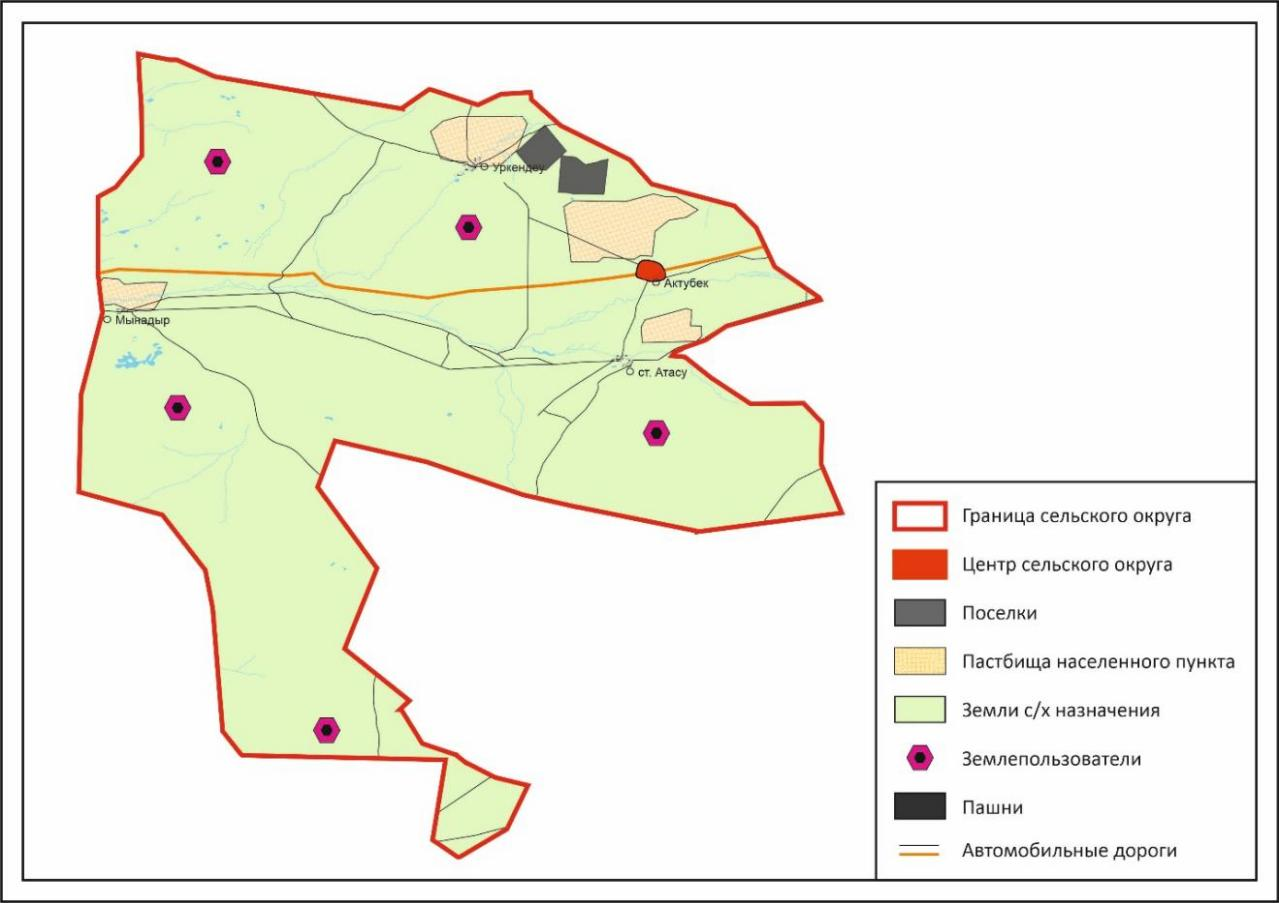 Уркендеу
Актубек
Мынадыр
ст. Атасу
Граница сельского округа
Центр сельского округа
Поселки
Пастбища населенного пункта
Земли с/х назначения
Землепользователи
Пашни
Автомобильные дороги